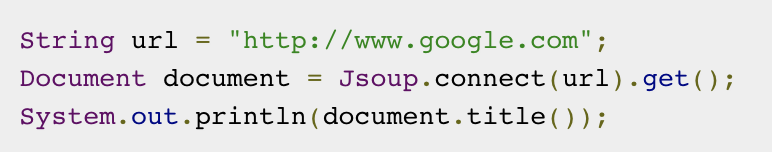 String url = "http://www.google.com";
Document document = Jsoup.connect(url).get();
System.out.println(document.title());